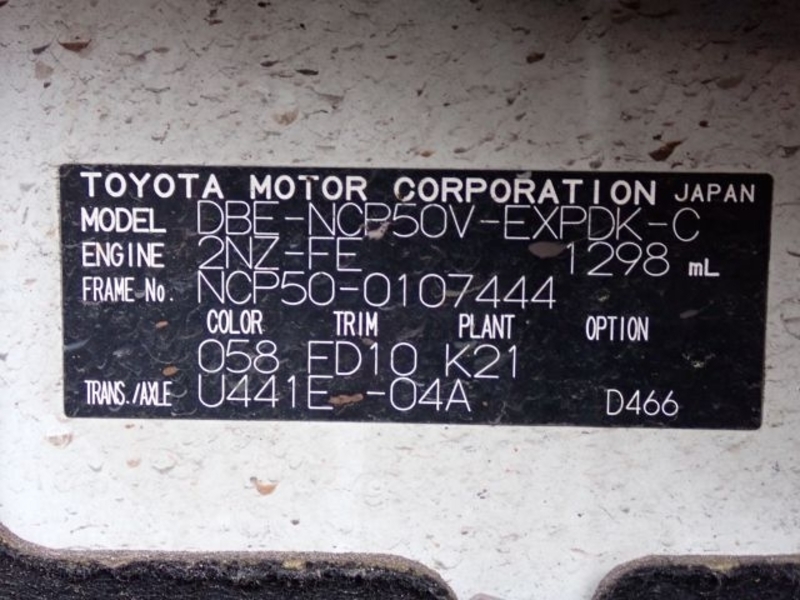 TOYOTA MOTOR CORPORATION JAPAN
MODEL DBE-NCP50V-EXPDK-C
ENGINE 2NZ-FE 1298 mL
FRAME No. NCP50-0107444
COLOR TRIM PLANT OPTION
058 FD10 K21
TRANS./AXLE U441E -04A D466